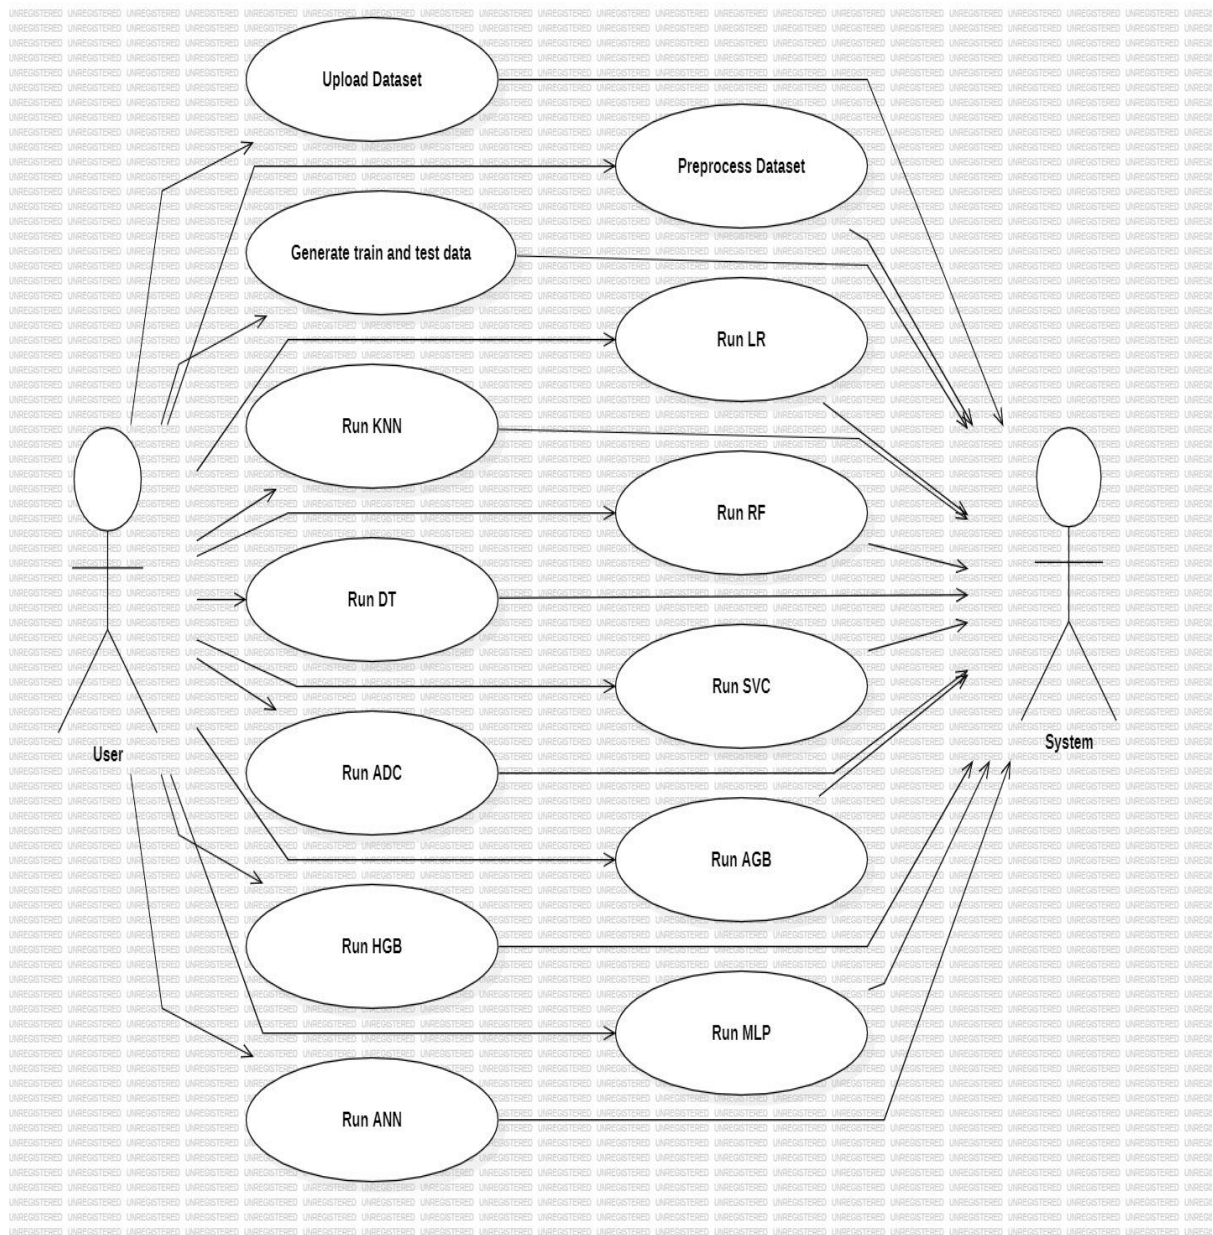 Upload Dataset
Preprocess Dataset
Generate train and test data
Run LR
Run KNN
Run RF
Run DT
Run SVC
User
System
Run ADC
Run AGB
Run HGB
Run MLP
Run ANN
UNREGISTERED